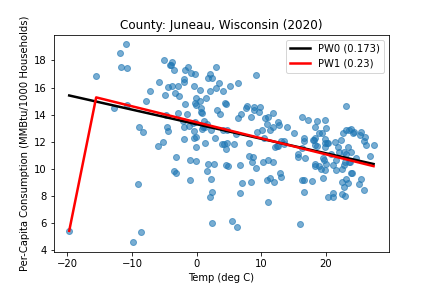 County: Juneau, Wisconsin (2020)
PW0 (0.173)
PW1 (0.23)
Per-Capita Consumption (MMBtu/1000 Households)
18
16
14
12
10
8
6
4
−20 −10 0 10 20
Temp (deg C)